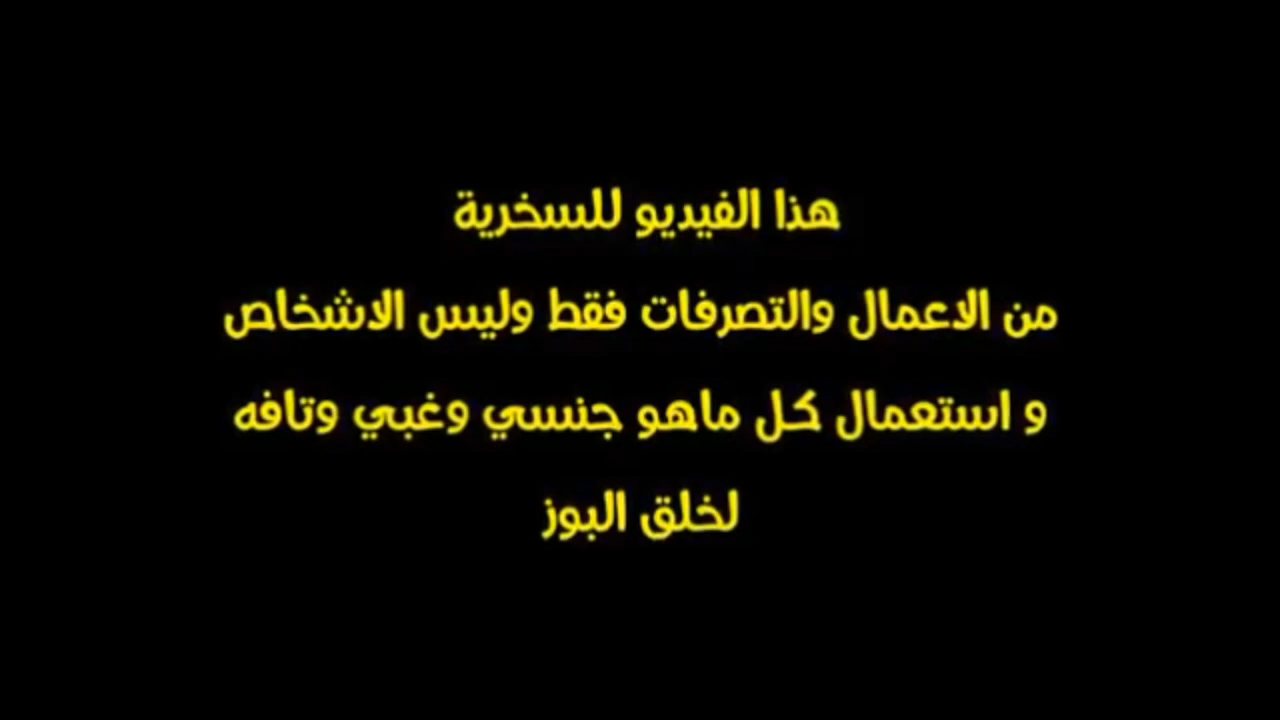 هذا الفيديو للسخرية
من الاعمال والتصرفات فقط وليس الاشخاص
و استعمال كل ماهو جنسي وغبي وتافه
لخلق البوز